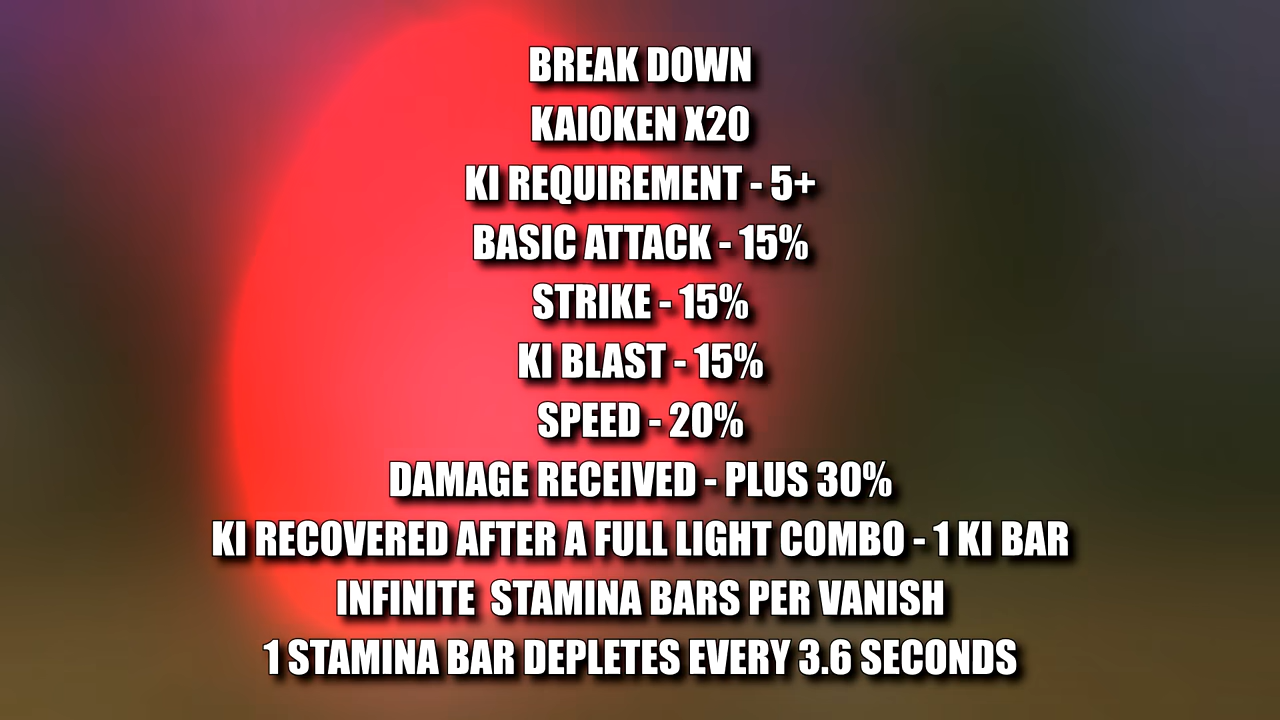 BREAK DOWN
KAIOKEN X20
KI REQUIREMENT - 5+
BASIC ATTACK - 15%
STRIKE - 15%
KI BLAST - 15%
SPEED - 20%
DAMAGE RECEIVED - PLUS 30%
KI RECOVERED AFTER A FULL LIGHT COMBO - 1 KI BAR
INFINITE STAMINA BARS PER VANISH
1 STAMINA BAR DEPLETES EVERY 3.6 SECONDS